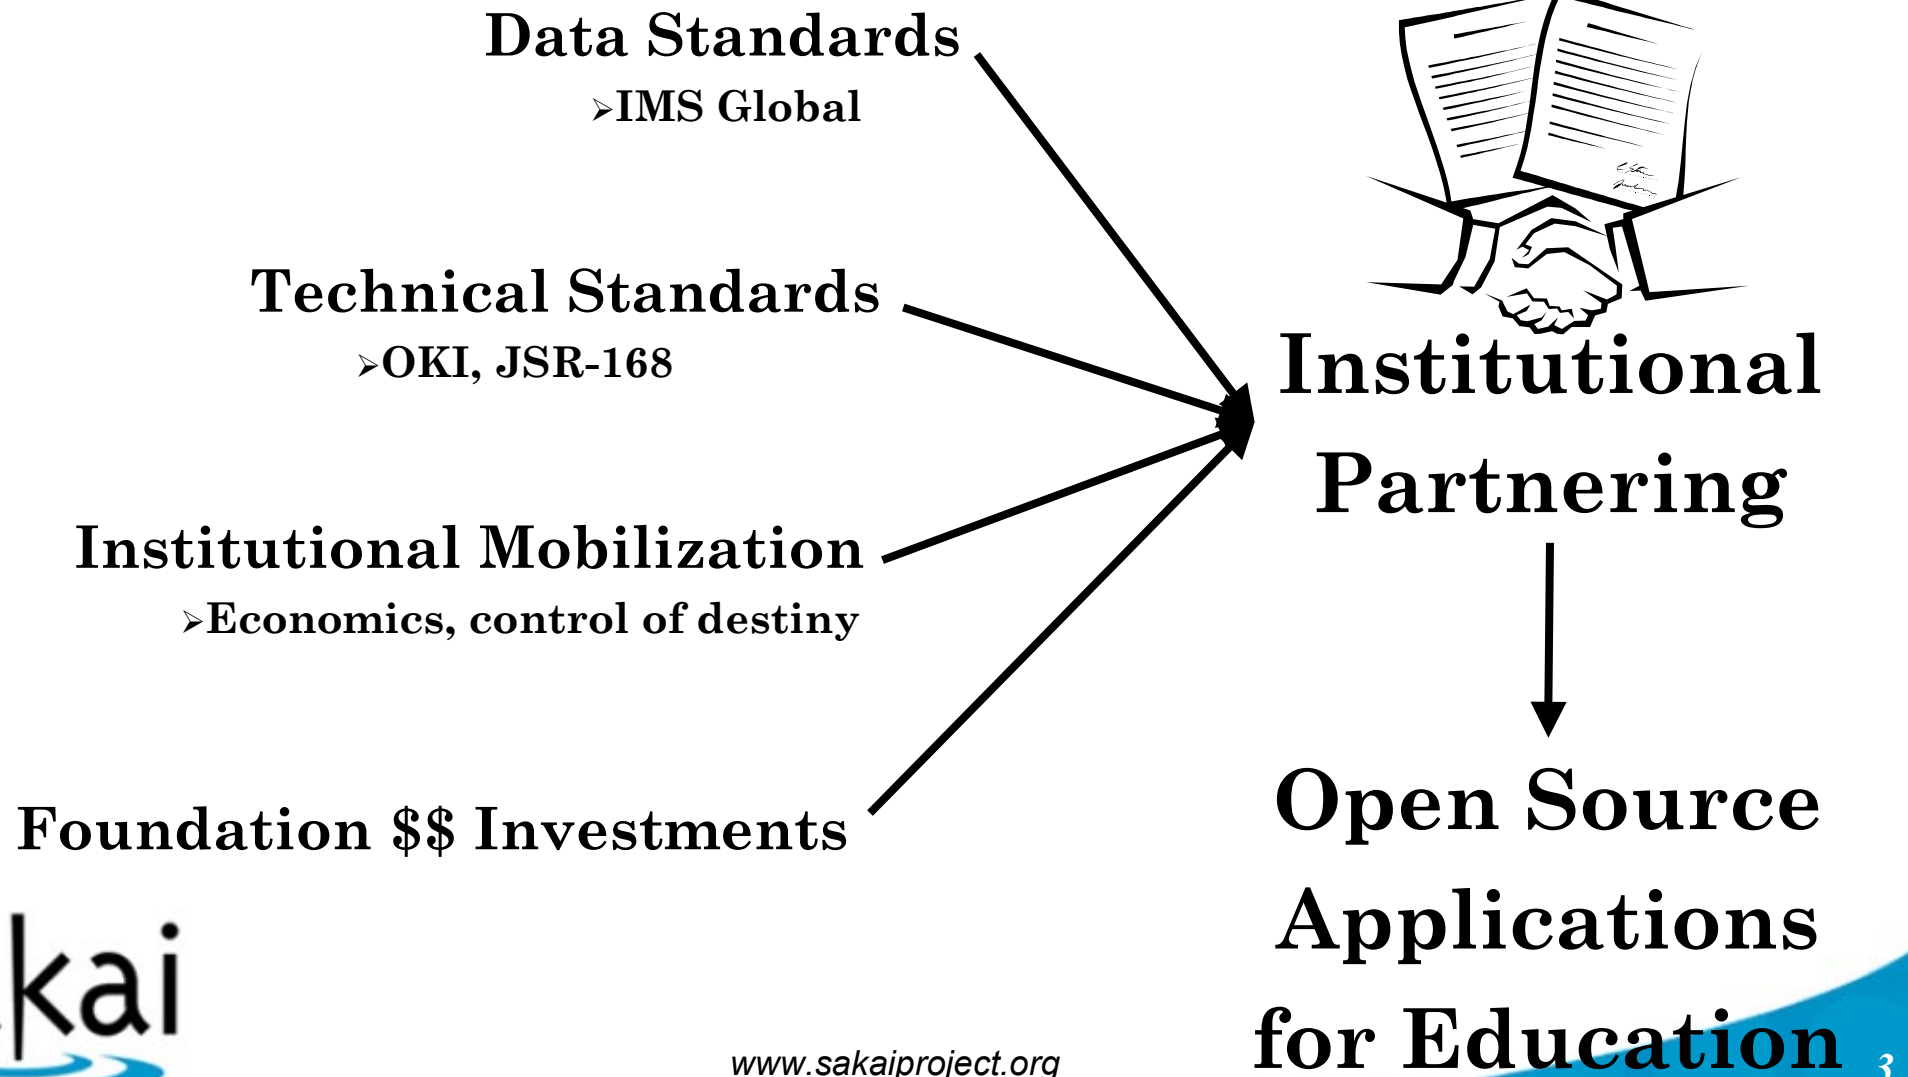 Data Standards
➢IMS Global
Technical Standards
➢OKI, JSR-168
Institutional Mobilization
➢Economics, control of destiny
Foundation $$ Investments
Institutional
Partnering
Open Source
Applications
for Education
kai
www.sakaiproject.org
3